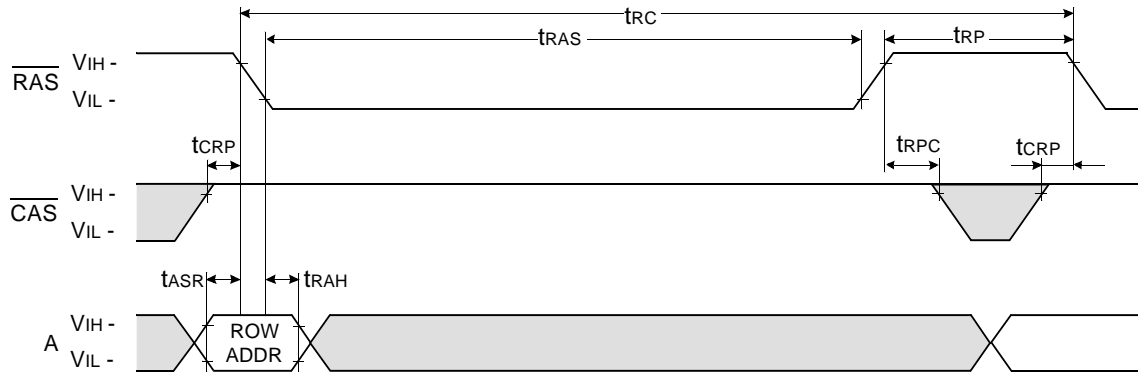 tRC
tRAS
tRP
RAS
VIH -
VIL -
tCRP
tRPC
tCRP
CAS
VIH -
VIL -
tASR
tRAH
A
VIH -
VIL -
ROW
ADDR